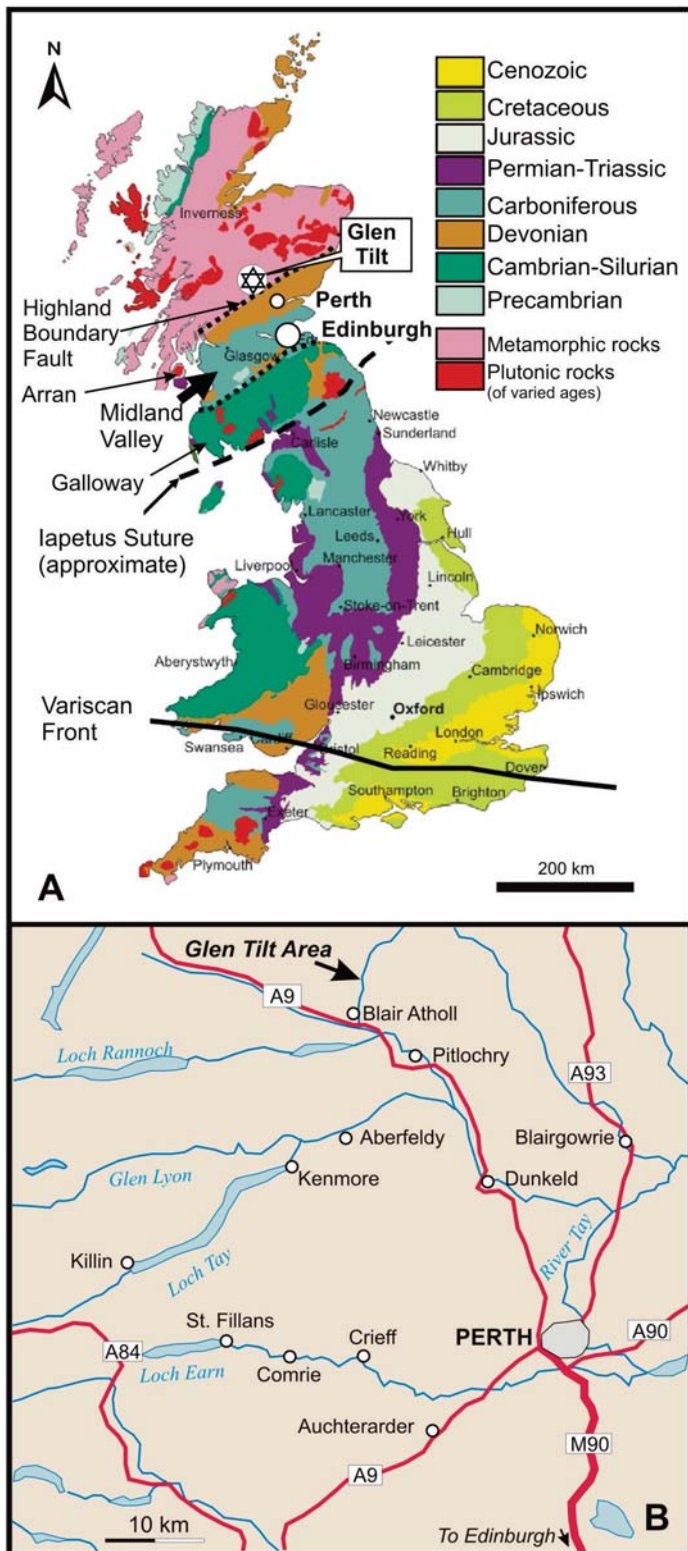 N
Cenozoic
Cretaceous
Jurassic
Permian-Triassic
Carboniferous
Devonian
Cambrian-Silurian
Precambrian
Metamorphic rocks
Plutonic rocks
(of varied ages)
Inverness
Glen
Tilt
Highland
Boundary
Fault
Perth
Edinburgh
Glasgow
Arran
Midland
Valley
Galloway
Iapetus Suture
(approximate)
Newcastle
Sunderland
Carlisle
Whitby
Lancaster
York
Leeds
Hull
Liverpool
Manchester
Lincoln
Stoke-on-Trent
Norwich
Leicester
Aberystwyth
Birmingham
Cambridge
Ipswich
Variscan
Front
Gloucester
Oxford
Swansea
Cardiff
Bristol
London
Reading
Dover
Southampton
Brighton
Exeter
Plymouth
A
200 km
Glen Tilt Area
A9
Blair Atholl
Loch Rannoch
Pitlochry
A93
Aberfeldy
Blairgowrie
Glen Lyon
Kenmore
Dunkeld
Killin
Loch Tay
River Tay
St. Fillans
Crieff
PERTH
A90
A84
Loch Earn
Comrie
Auchterarder
M90
A9
10 km
B
To Edinburgh